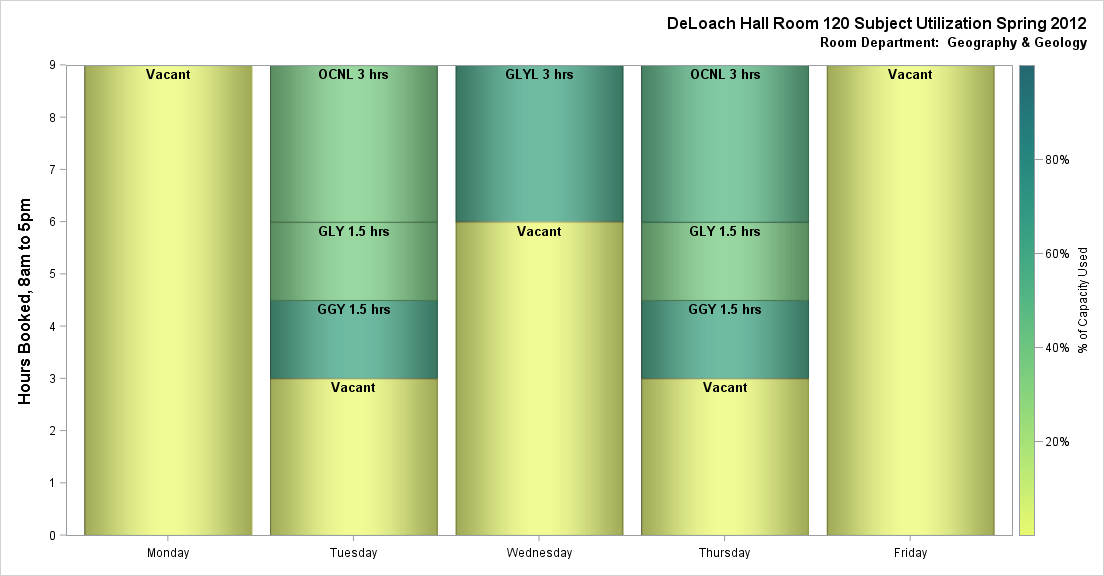 DeLoach Hall Room 120 Subject Utilization Spring 2012
Room Department:  Geography & Geology
Hours Booked, 8am to 5pm
9
8
7
6
5
4
3
2
1
0
Vacant
OCNL 3 hrs
GLY 1.5 hrs
GGY 1.5 hrs
Vacant
GLYL 3 hrs
Vacant
OCNL 3 hrs
GLY 1.5 hrs
GGY 1.5 hrs
Vacant
Vacant
Monday
Tuesday
Wednesday
Thursday
Friday
80%
60%
40%
20%
% of Capacity Used